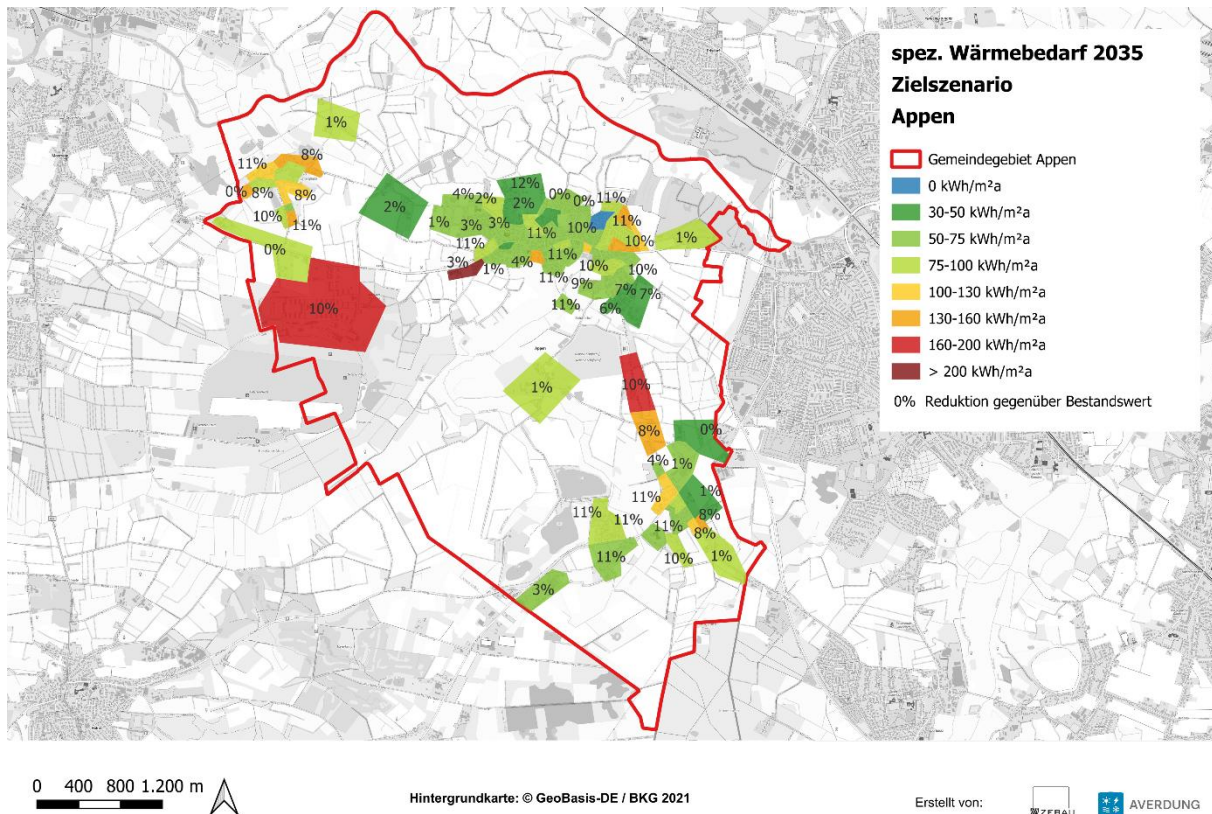 spez. Wärmebedarf 2035
Zielszenario
Appen
Gemeindegebiet Appen
0 kWh/m²a
30-50 kWh/m²a
50-75 kWh/m²a
75-100 kWh/m²a
100-130 kWh/m²a
130-160 kWh/m²a
160-200 kWh/m²a
> 200 kWh/m²a
0% Reduktion gegenüber Bestandswert
1%
8%
11%
0% 8% 8%
10%
11%
0%
10%
2%
12%
4% 2% 2% 0% 0% 11%
1% 3% 3% 11% 10% 11%
10% 1%
11%
3% 1% 4% 11% 10% 10%
11% 9% 7% 7%
11% 6%
1%
10%
8% 0%
4% 1%
11% 1%
11% 11% 11% 8%
8%
11% 10% 1%
3%
0 400 800 1.200 m
Hintergrundkarte: © GeoBasis-DE / BKG 2021
Erstellt von:
ZEBAU
AVERDUNG